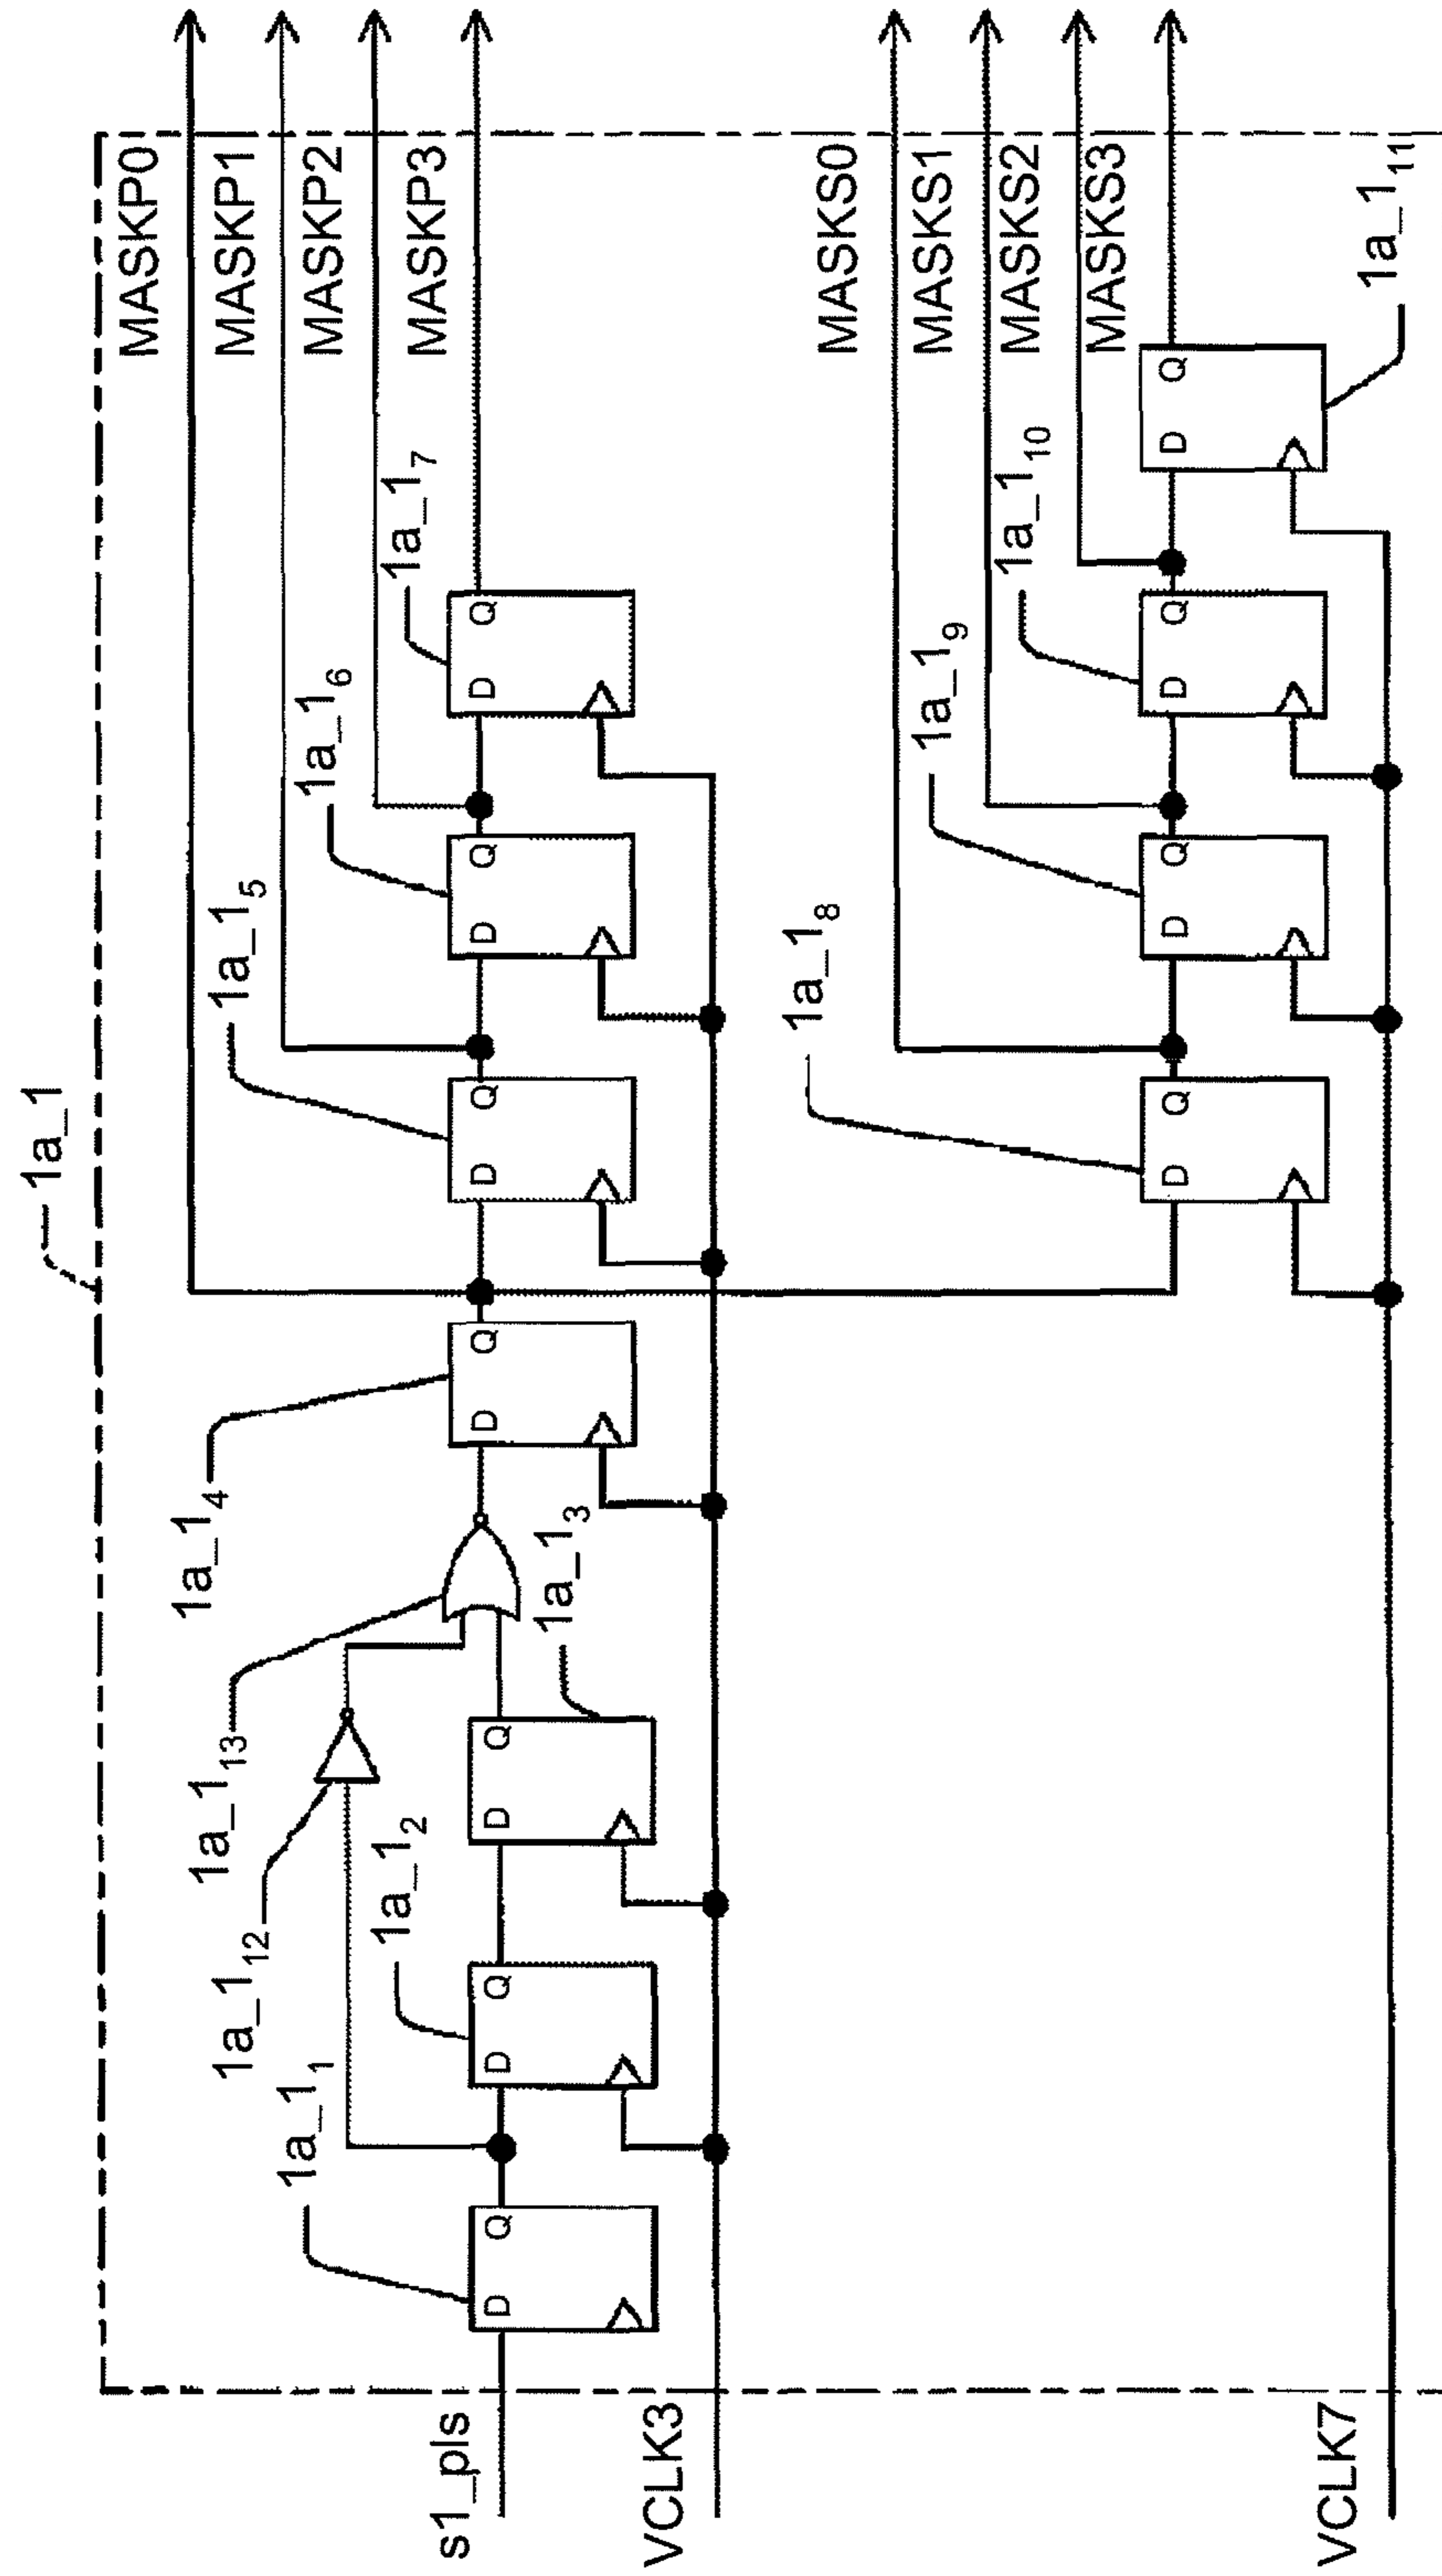 1a_1
MASKP0
MASKP1
MASKP2
MASKP3
1a_1₁
1a_1₁₂
1a_1₂
1a_1₁₃
1a_1₃
1a_1₄
1a_1₅
1a_1₆
1a_1₇
s1_pls
D Q
D Q
D Q
D Q
D Q
D Q
D Q
VCLK3
MASKS0
MASKS1
MASKS2
MASKS3
1a_1₈
1a_1₉
1a_1₁₀
1a_1₁₁
D Q
D Q
D Q
D Q
VCLK7